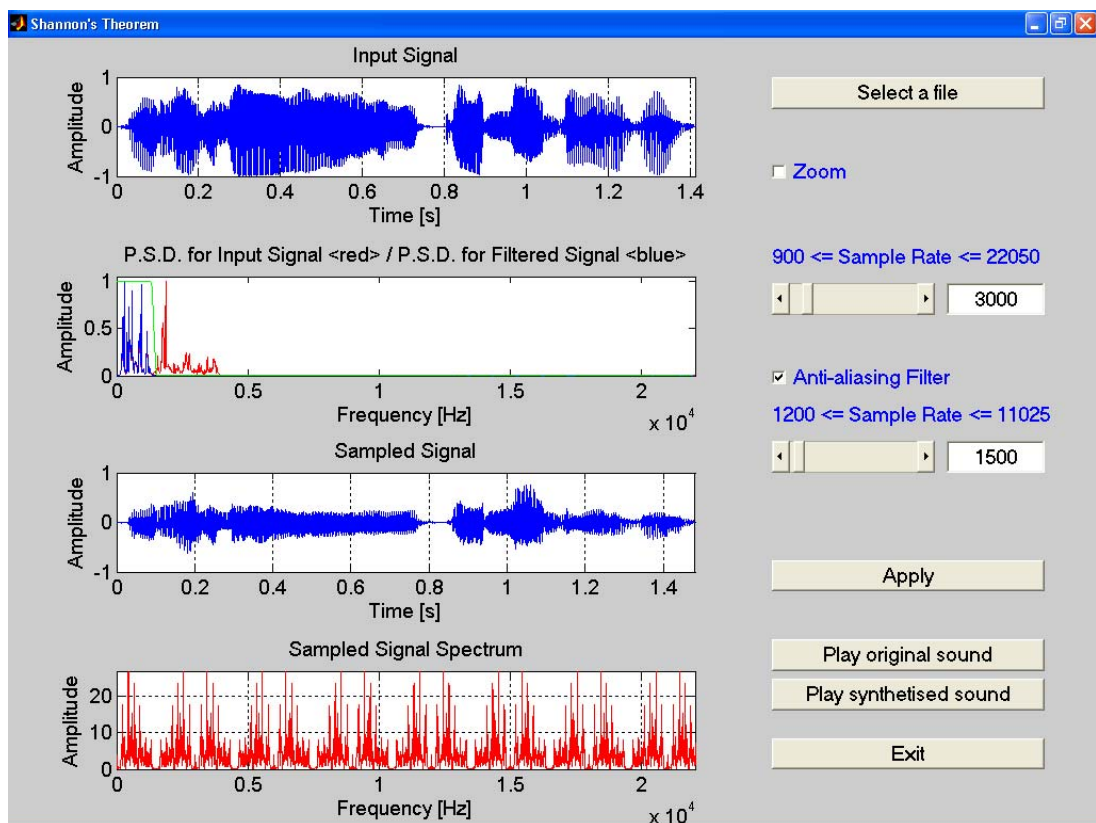 Shannon's Theorem
Input Signal
Amplitude
1
0
-1
0 0.2 0.4 0.6 0.8 1 1.2 1.4
Time [s]
P.S.D. for Input Signal <red> / P.S.D. for Filtered Signal <blue>
Amplitude
1
0.5
0
0 0.5 1 1.5 2
Frequency [Hz]
x 10^4
Sampled Signal
Amplitude
1
0
-1
0 0.2 0.4 0.6 0.8 1 1.2 1.4
Time [s]
Sampled Signal Spectrum
Amplitude
20
10
0
0 0.5 1 1.5 2
Frequency [Hz]
x 10^4
Select a file
Zoom
900 <= Sample Rate <= 22050
3000
Anti-aliasing Filter
1200 <= Sample Rate <= 11025
1500
Apply
Play original sound
Play synthetised sound
Exit